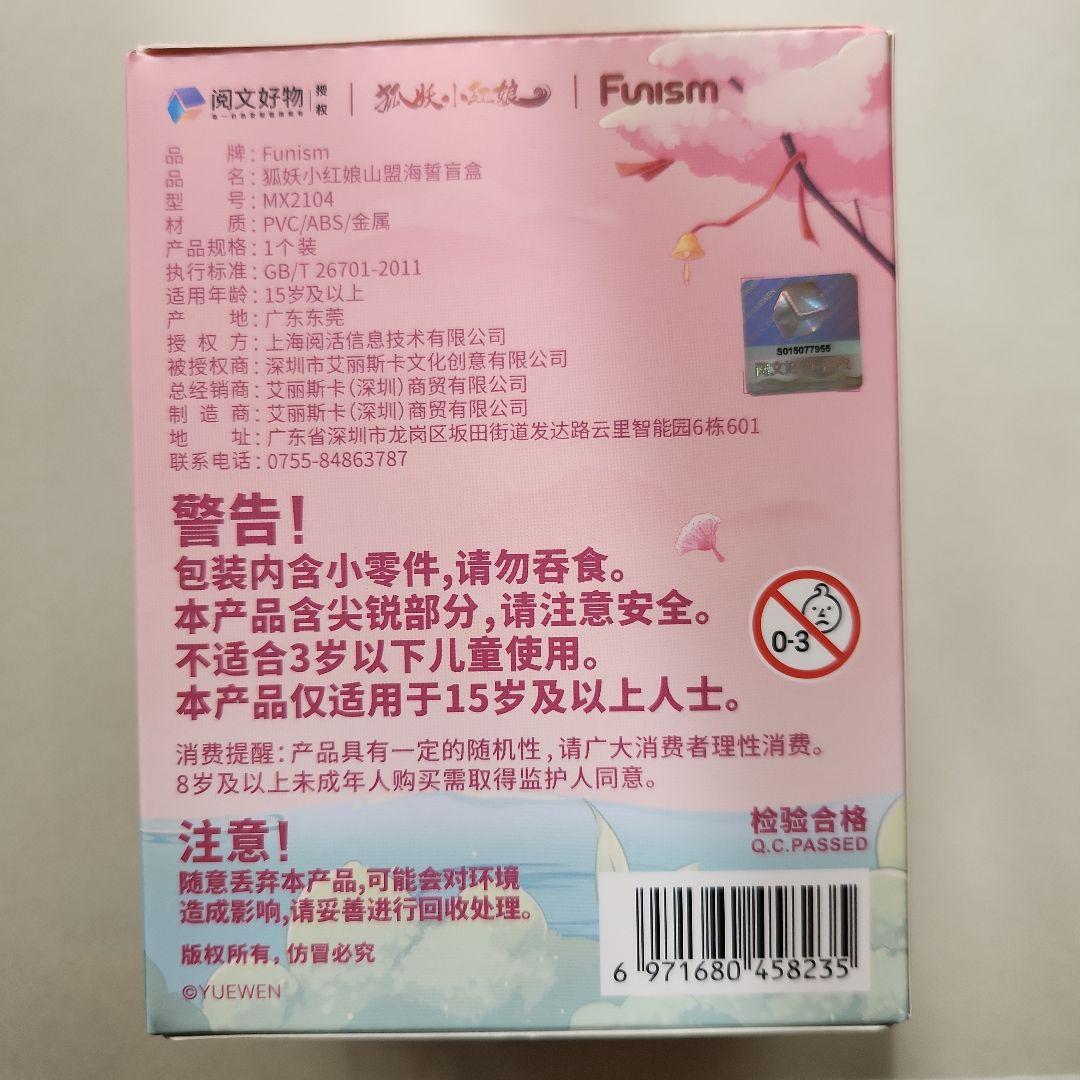 阅文好物 | 授权 | 狐妖小红娘 | Funism
品牌：Funism
品名：狐妖小红娘山盟海誓盲盒
型号：MX2104
材质：PVC/ABS/金属
产品规格：1个装
执行标准：GB/T 26701-2011
适用年龄：15岁及以上
产地：广东东莞
授权方：上海阅活信息技术有限公司
被授权商：深圳市艾丽斯卡文化创意有限公司
总经销商：艾丽斯卡(深圳)商贸有限公司
制造商：艾丽斯卡(深圳)商贸有限公司
地址：广东省深圳市龙岗区坂田街道发达路云里智能园6栋601
联系电话：0755-84863787
S015077955
警告！
包装内含小零件，请勿吞食。
本产品含尖锐部分，请注意安全。
不适合3岁以下儿童使用。
本产品仅适用于15岁及以上人士。
0-3
消费提醒：产品具有一定的随机性，请广大消费者理性消费。
8岁及以上未成年人购买需取得监护人同意。
检验合格
Q.C.PASSED
注意！
随意丢弃本产品，可能会对环境
造成影响，请妥善进行回收处理。
版权所有，仿冒必究
©YUEWEN
6 971680 458235